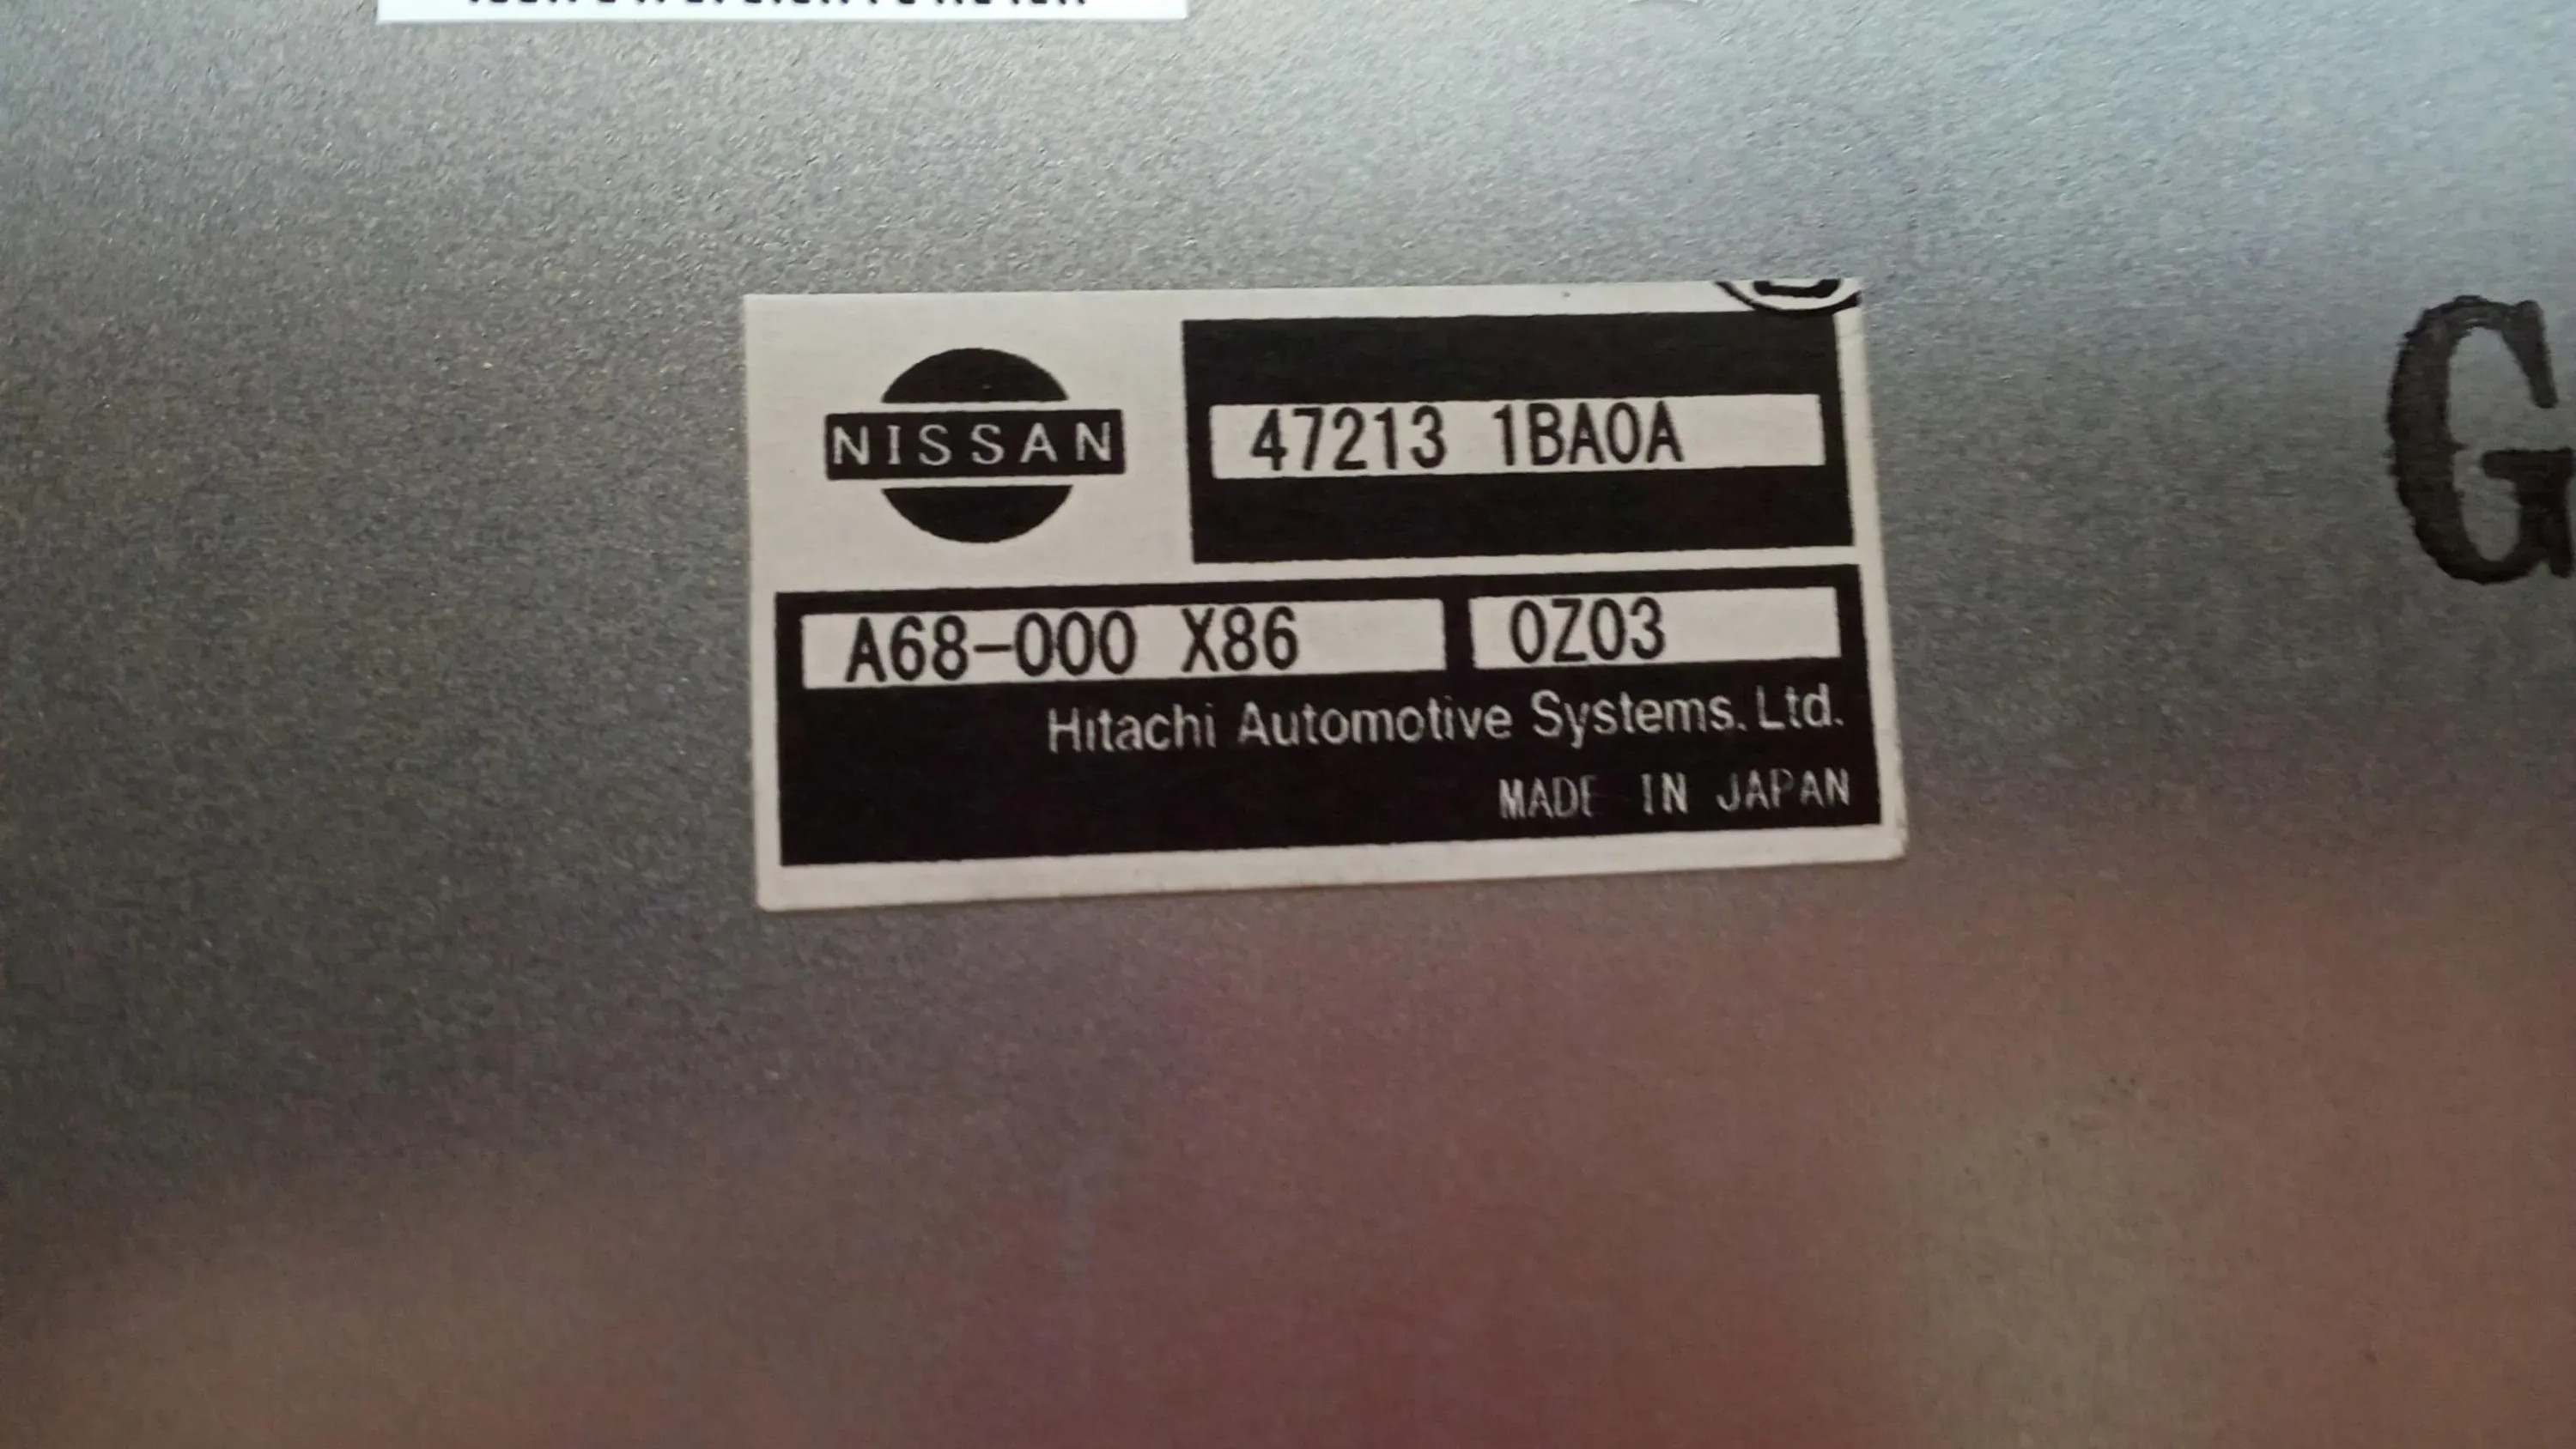 NISSAN
47213 1BA0A
A68-000 X86
0Z03
Hitachi Automotive Systems, Ltd.
MADE IN JAPAN
G